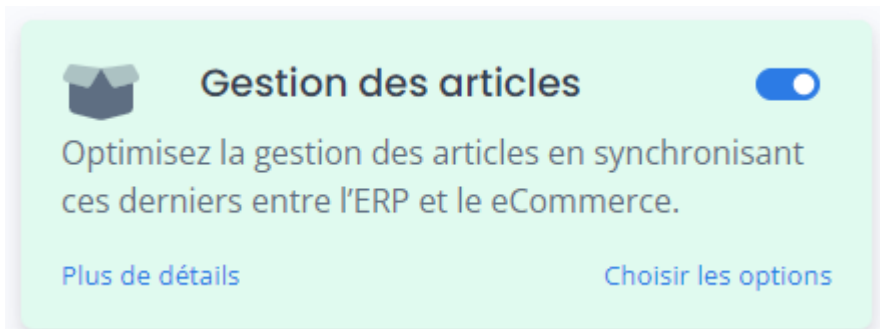 Gestion des articles
Optimisez la gestion des articles en synchronisant
ces derniers entre l’ERP et le eCommerce.
Plus de détails
Choisir les options